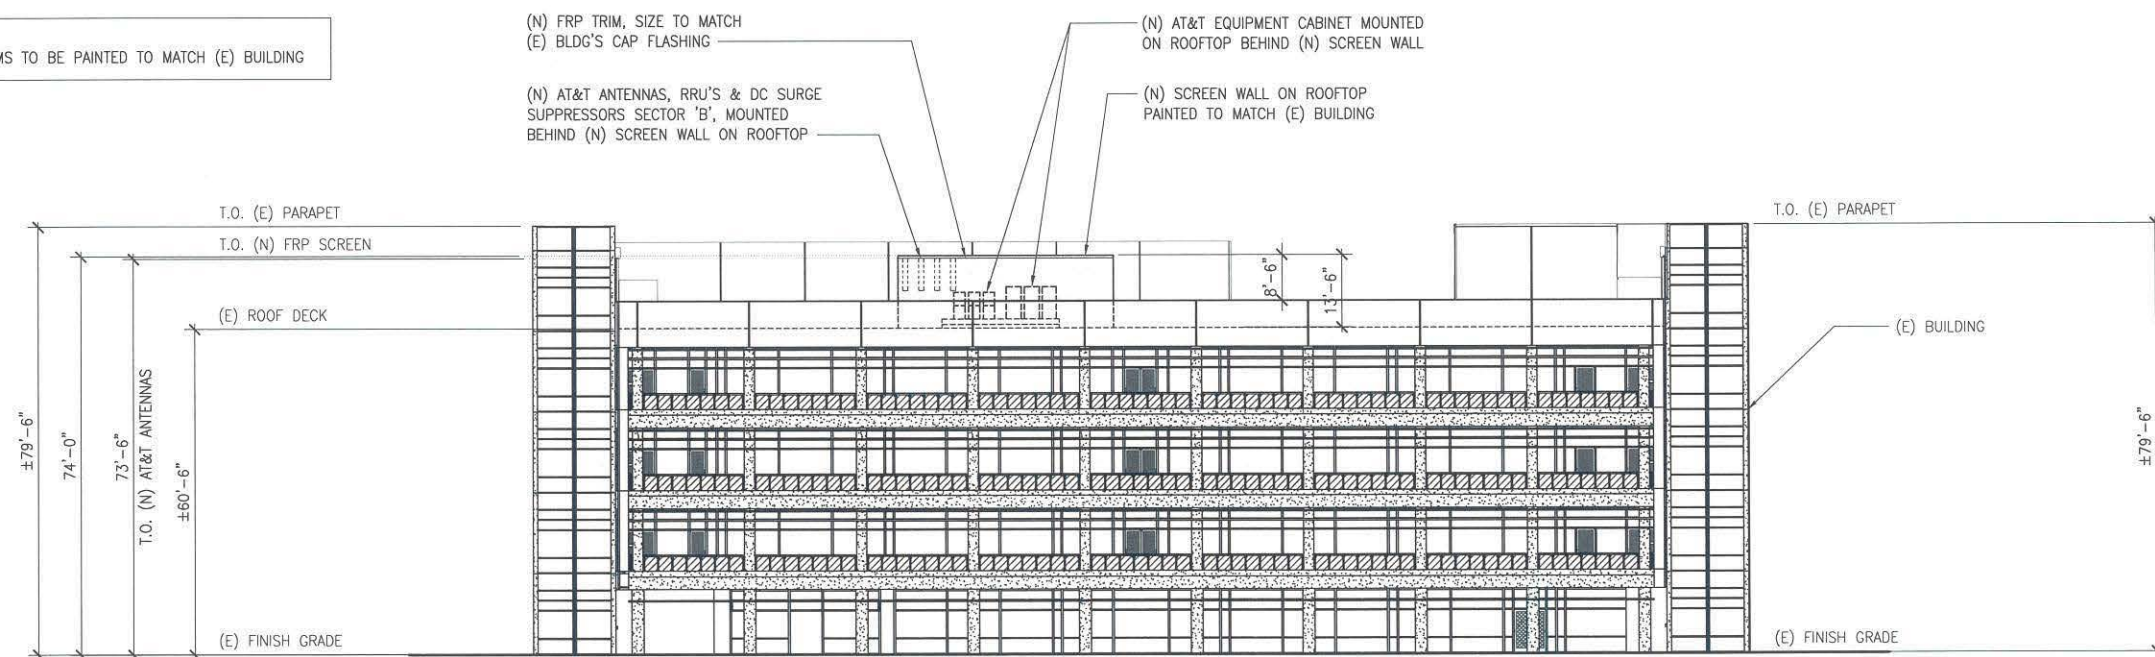 MS TO BE PAINTED TO MATCH (E) BUILDING
(N) FRP TRIM, SIZE TO MATCH
(E) BLDG'S CAP FLASHING
(N) AT&T ANTENNAS, RRU'S & DC SURGE
SUPPRESSORS SECTOR 'B', MOUNTED
BEHIND (N) SCREEN WALL ON ROOFTOP
(N) AT&T EQUIPMENT CABINET MOUNTED
ON ROOFTOP BEHIND (N) SCREEN WALL
(N) SCREEN WALL ON ROOFTOP
PAINTED TO MATCH (E) BUILDING
T.O. (E) PARAPET
T.O. (N) FRP SCREEN
(E) ROOF DECK
±79'-6"
74'-0"
73'-6"
T.O. (N) AT&T ANTENNAS
±60'-6"
(E) FINISH GRADE
8'-6"
13'-6"
T.O. (E) PARAPET
(E) BUILDING
±79'-6"
(E) FINISH GRADE